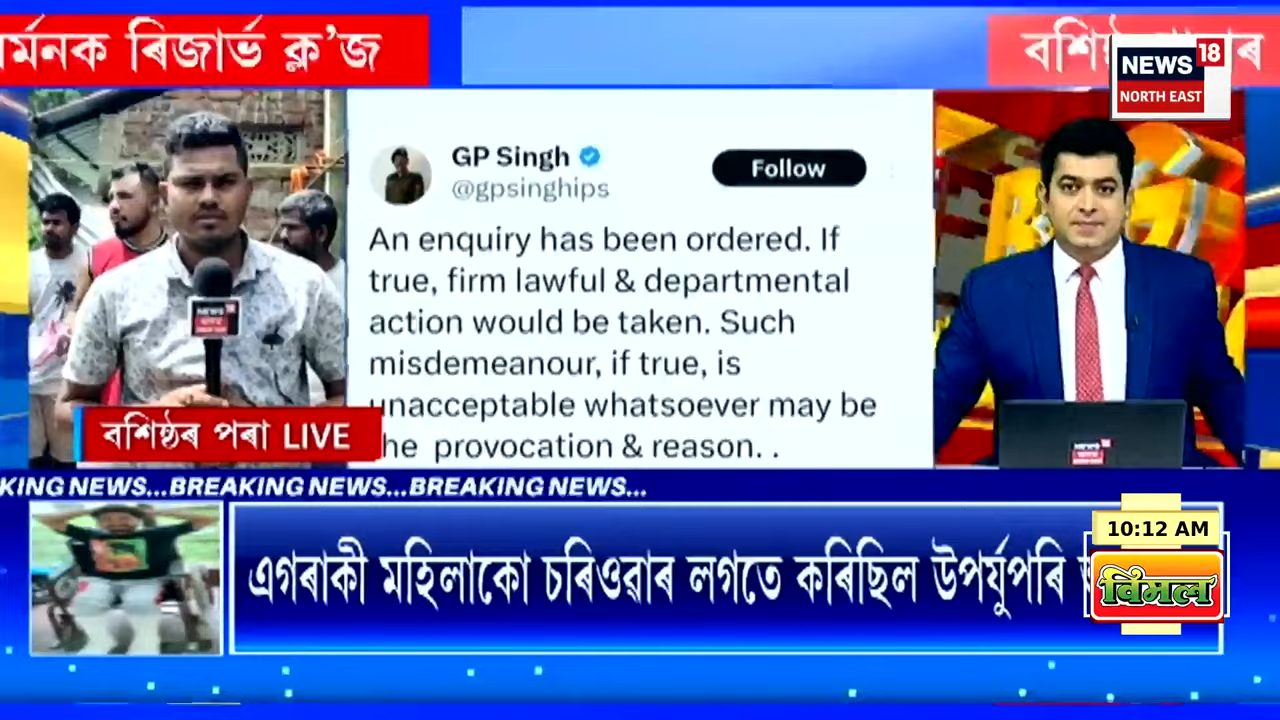 ৰ্মনক ৰিজাৰ্ভ ক্ল'জ
NEWS 18
NORTH EAST
GP Singh
@gpsinghips
Follow
An enquiry has been ordered. If
true, firm lawful & departmental
action would be taken. Such
misdemeanour, if true, is
unacceptable whatsoever may be
he provocation & reason. .
বশিষ্ঠৰ পৰা LIVE
KING NEWS...BREAKING NEWS...BREAKING NEWS...
এগৰাকী মহিলাকো চৰিওৱাৰ লগতে কৰিছিল উপৰ্যুপৰি
10:12 AM
विमल